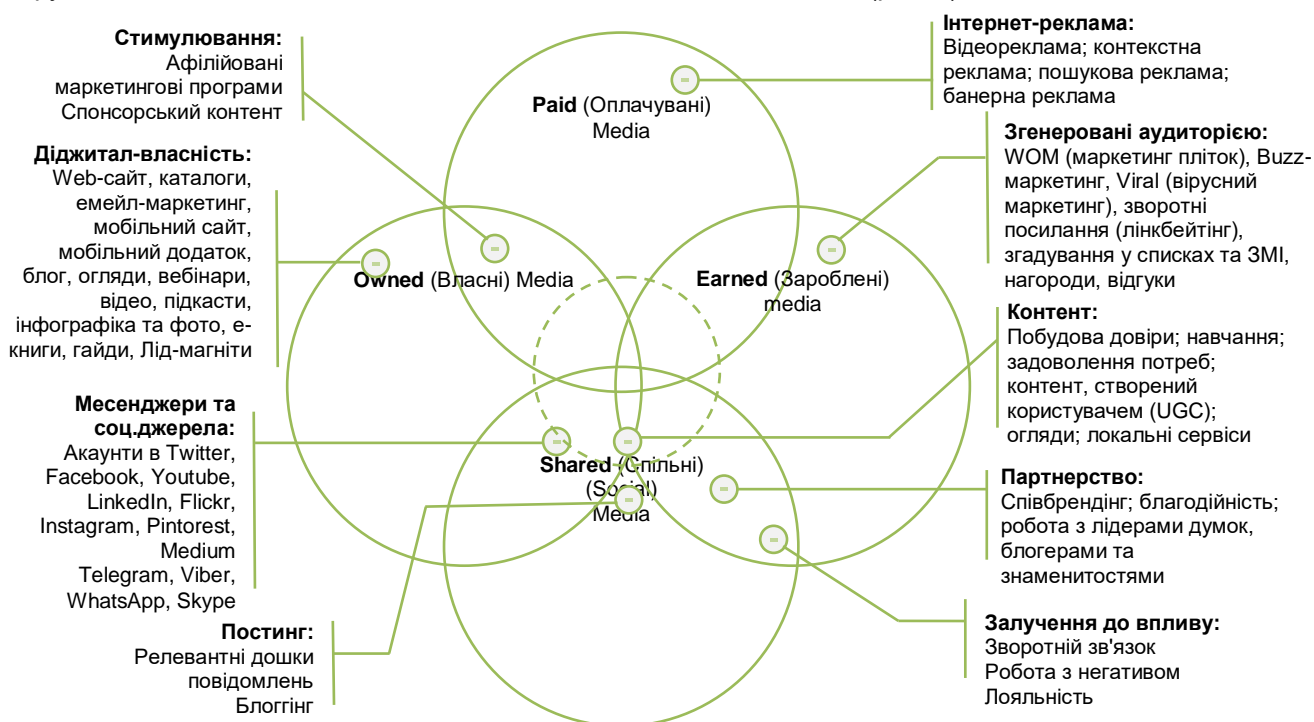 Стимулювання:
Афілійовані
маркетингові програми
Спонсорський контент
Діджитал-власність:
Web-сайт, каталоги,
емейл-маркетинг,
мобільний сайт,
мобільний додаток,
блог, огляди, вебінари,
відео, підкасти,
інфографіка та фото, е-
книги, гайди, Лід-магніти
Месенджери та
соц.джерела:
Акаунти в Twitter,
Facebook, Youtube,
LinkedIn, Flickr,
Instagram, Pintorest,
Medium
Telegram, Viber,
WhatsApp, Skype
Постинг:
Релевантні дошки
повідомлень
Блоггінг
Paid (Оплачувані)
Media
Owned (Власні) Media
Earned (Зароблені)
media
Shared (Спільні)
(Social)
Media
Інтернет-реклама:
Відеореклама; контекстна
реклама; пошукова реклама;
банерна реклама
Згенеровані аудиторією:
WOM (маркетинг пліток), Buzz-
маркетинг, Viral (вірусний
маркетинг), зворотні
посилання (лінкбейтінг),
згадування у списках та ЗМІ,
нагороди, відгуки
Контент:
Побудова довіри; навчання;
задоволення потреб;
контент, створений
користувачем (UGC);
огляди; локальні сервіси
Партнерство:
Співбрендінг; благодійність;
робота з лідерами думок,
блогерами та
знаменитостями
Залучення до впливу:
Зворотній зв'язок
Робота з негативом
Лояльність